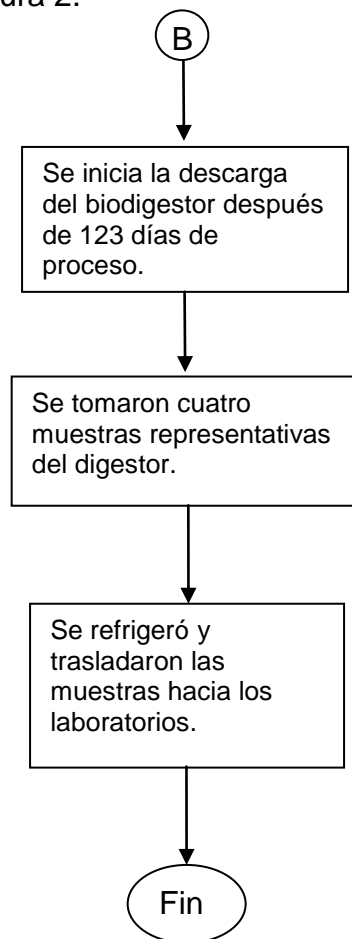 2.
B
Se inicia la descarga
del biodigestor después
de 123 días de
proceso.
Se tomaron cuatro
muestras representativas
del digestor.
Se refrigeró y
trasladaron las
muestras hacia los
laboratorios.
Fin